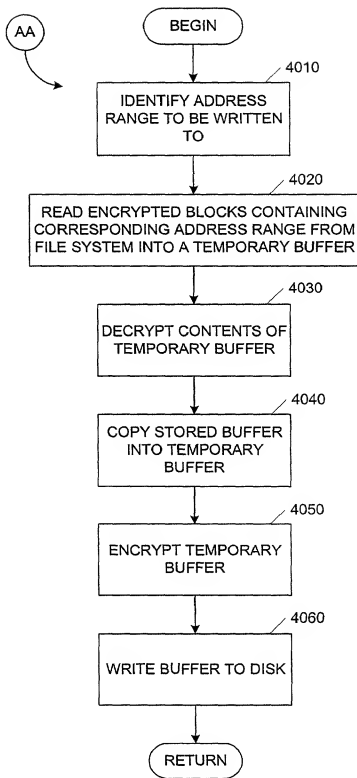 AA
BEGIN
4010
IDENTIFY ADDRESS
RANGE TO BE WRITTEN
TO
4020
READ ENCRYPTED BLOCKS CONTAINING
CORRESPONDING ADDRESS RANGE FROM
FILE SYSTEM INTO A TEMPORARY BUFFER
4030
DECRYPT CONTENTS OF
TEMPORARY BUFFER
4040
COPY STORED BUFFER
INTO TEMPORARY
BUFFER
4050
ENCRYPT TEMPORARY
BUFFER
4060
WRITE BUFFER TO DISK
RETURN